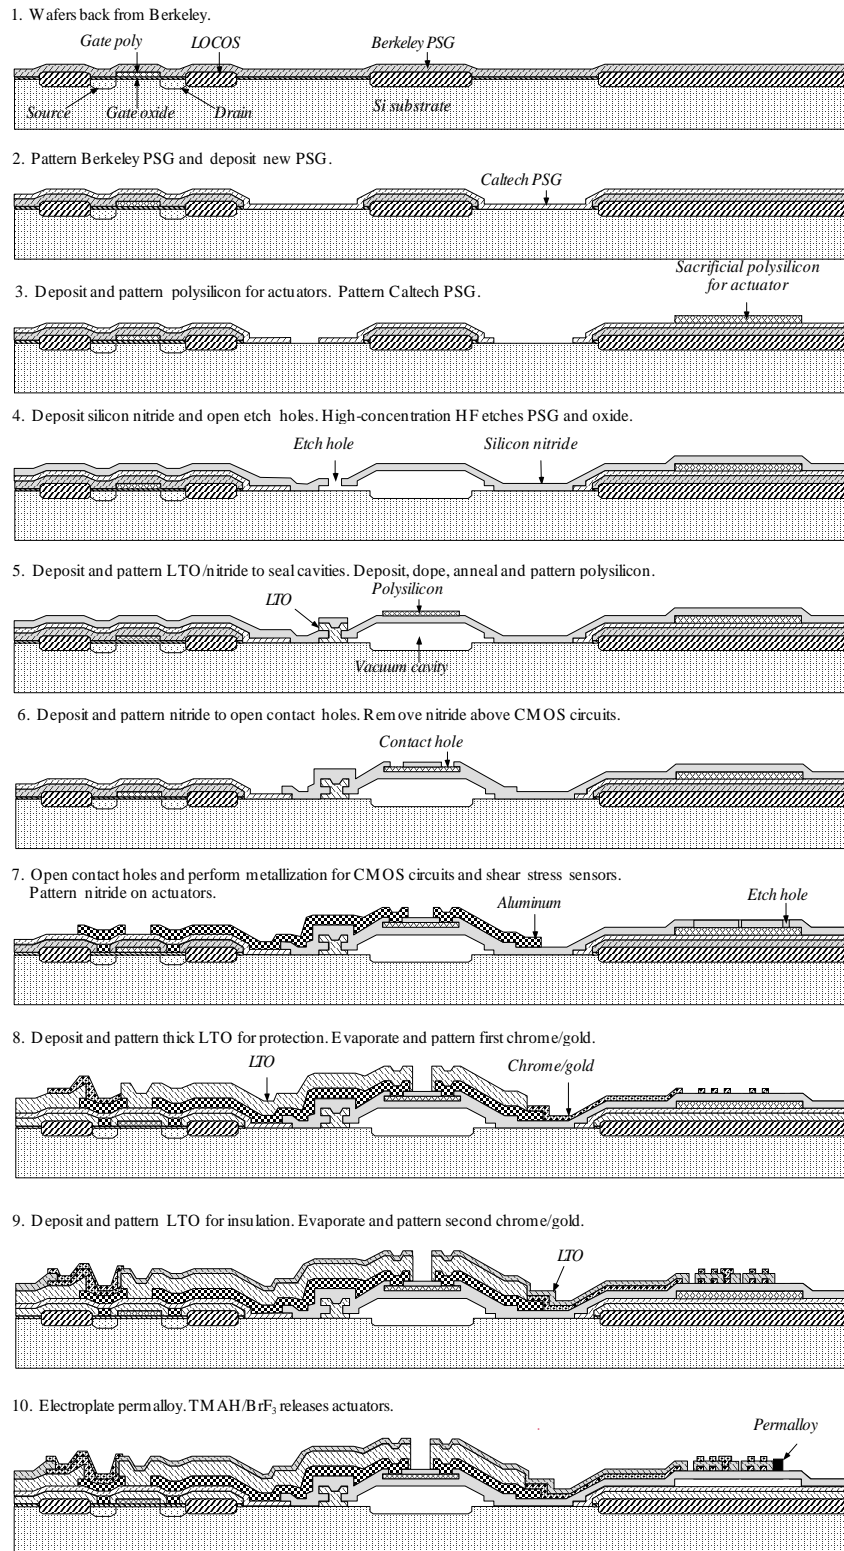 1. Wafers back from Berkeley.
Gate poly
LOCOS
Berkeley PSG
Source
Gate oxide
Drain
Si substrate
2. Pattern Berkeley PSG and deposit new PSG.
Caltech PSG
Sacrificial polysilicon
for actuator
3. Deposit and pattern polysilicon for actuators. Pattern Caltech PSG.
4. Deposit silicon nitride and open etch holes. High-concentration HF etches PSG and oxide.
Etch hole
Silicon nitride
5. Deposit and pattern LTO/nitride to seal cavities. Deposit, dope, anneal and pattern polysilicon.
LTO
Polysilicon
Vacuum cavity
6. Deposit and pattern nitride to open contact holes. Remove nitride above CMOS circuits.
Contact hole
7. Open contact holes and perform metallization for CMOS circuits and shear stress sensors.
Pattern nitride on actuators.
Aluminum
Etch hole
8. Deposit and pattern thick LTO for protection. Evaporate and pattern first chrome/gold.
LTO
Chrome/gold
9. Deposit and pattern LTO for insulation. Evaporate and pattern second chrome/gold.
LTO
10. Electroplate permalloy. TMAH/BrF₃ releases actuators.
Permalloy